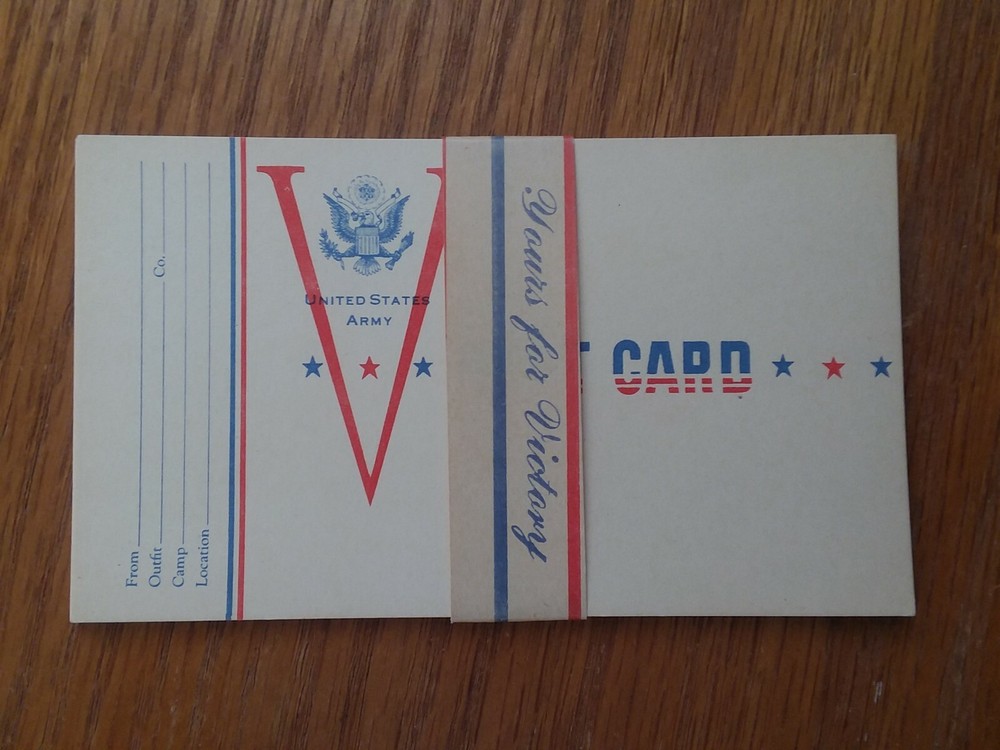 From
Outfit Co.
Camp
Location
V
UNITED STATES
ARMY
Yours for Victory
CARD